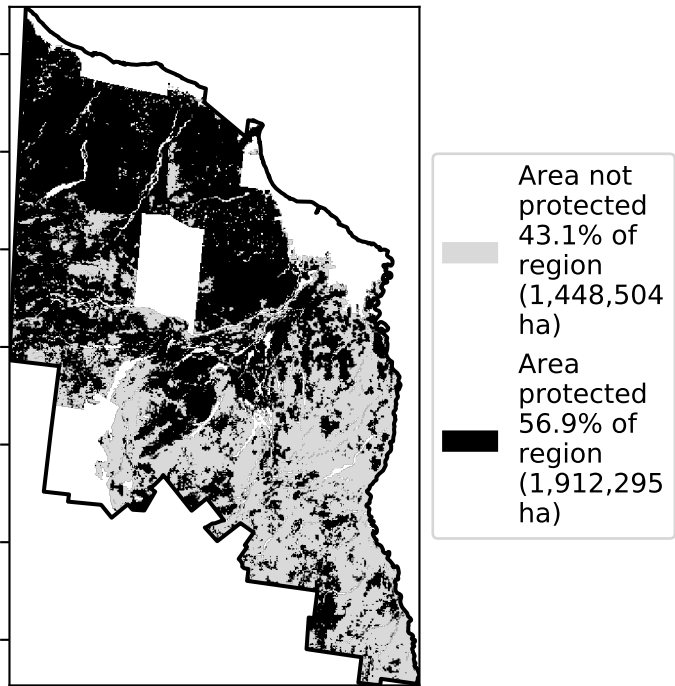 Area not
protected
43.1% of
region
(1,448,504
ha)
Area
protected
56.9% of
region
(1,912,295
ha)